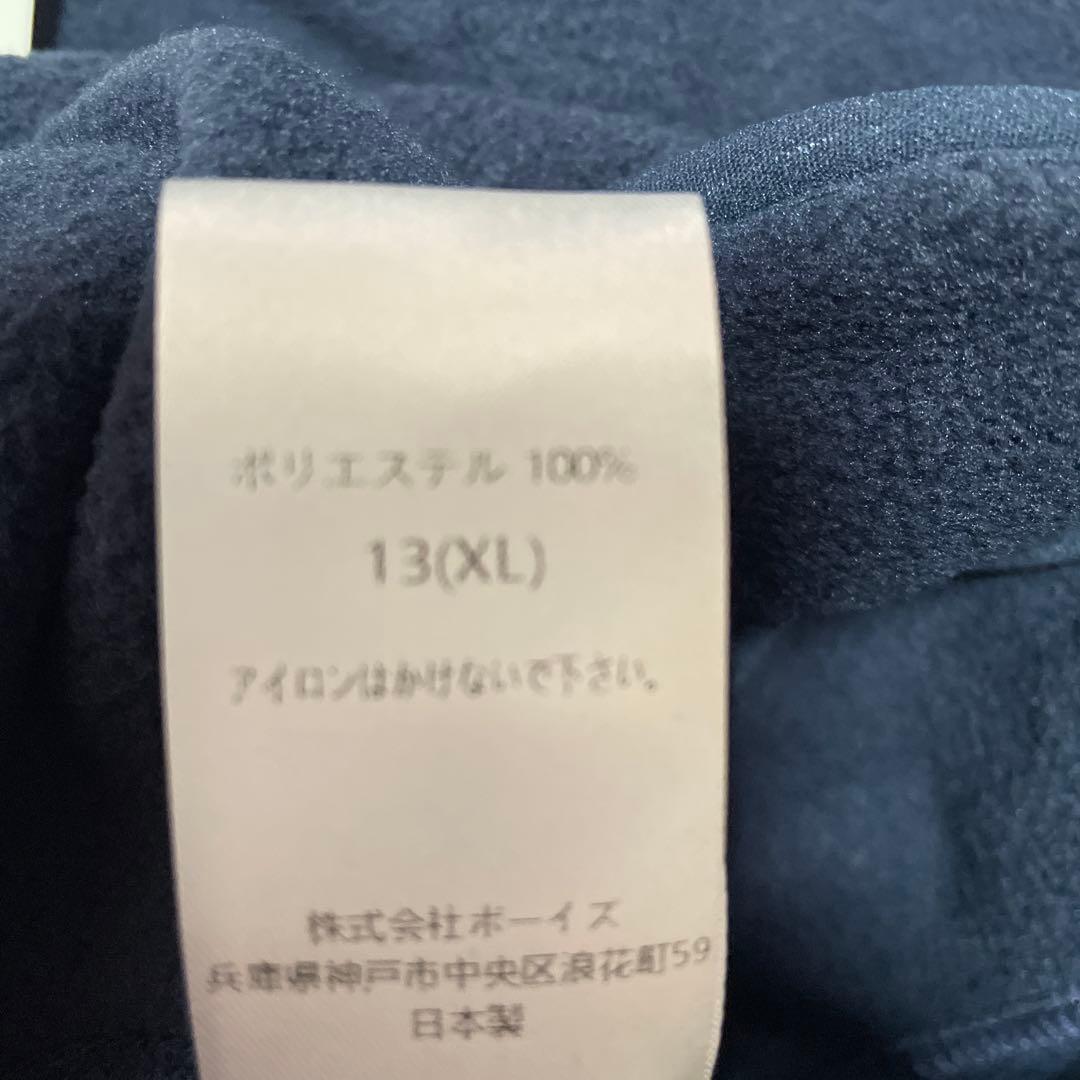 ポリエステル 100%
13(XL)
アイロンはかけないで下さい。
株式会社ボーイズ
兵庫県神戸市中央区浪花町59
日本製